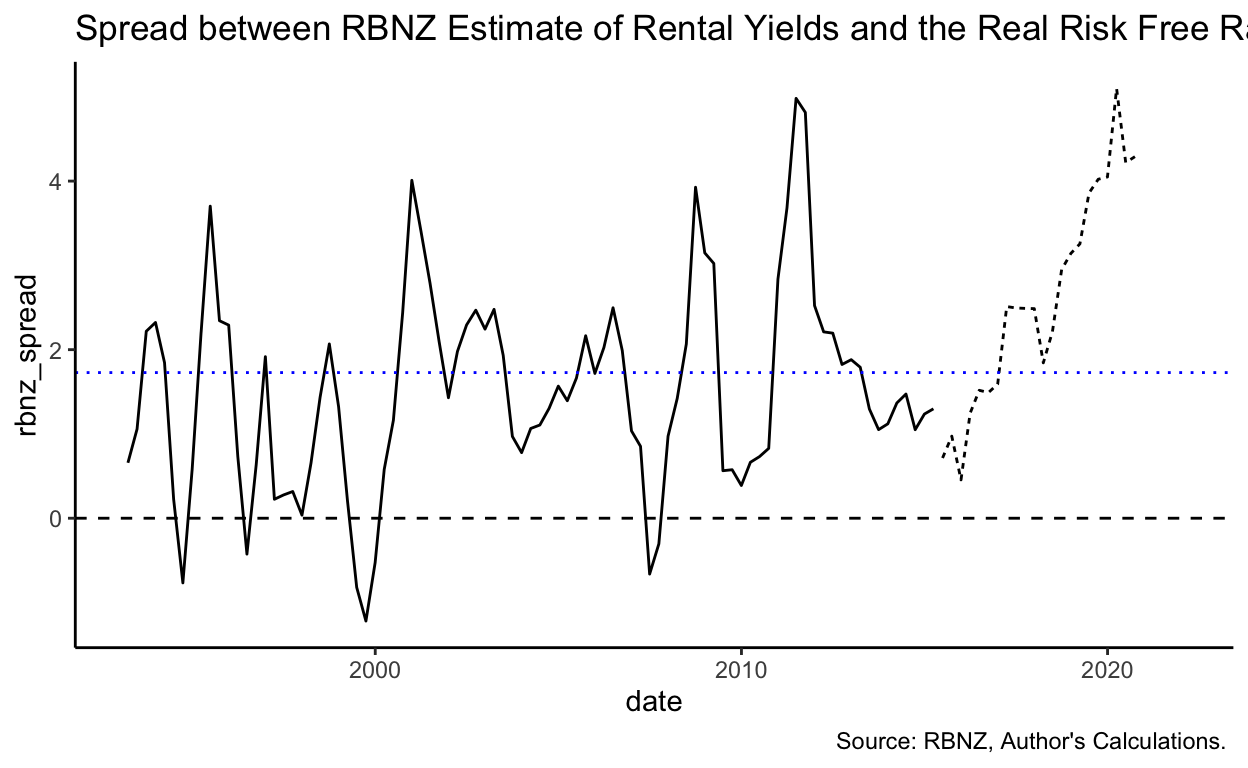 Spread between RBNZ Estimate of Rental Yields and the Real Risk Free
rbnz_spread
4
2
0
2000
2010
2020
date
Source: RBNZ, Author's Calculations.